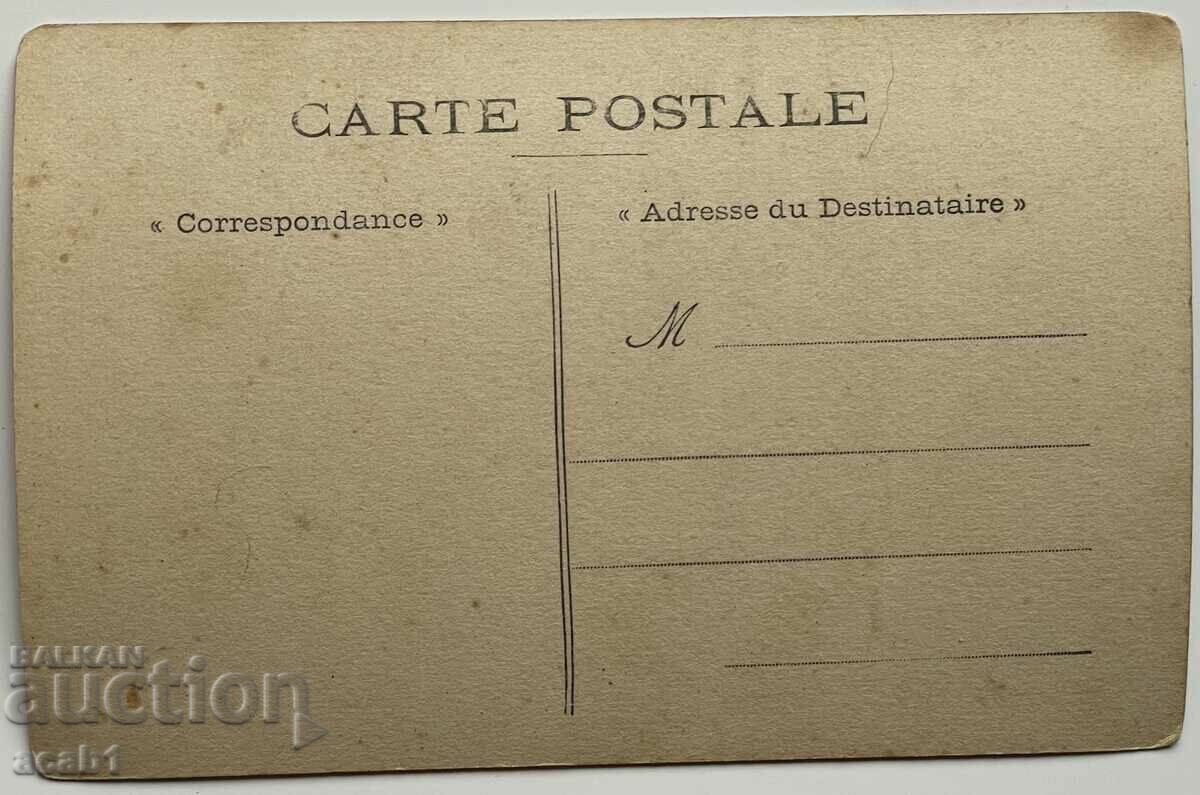 CARTE POSTALE
« Correspondance »
« Adresse du Destinataire »
M
BALKAN
auction
acab1